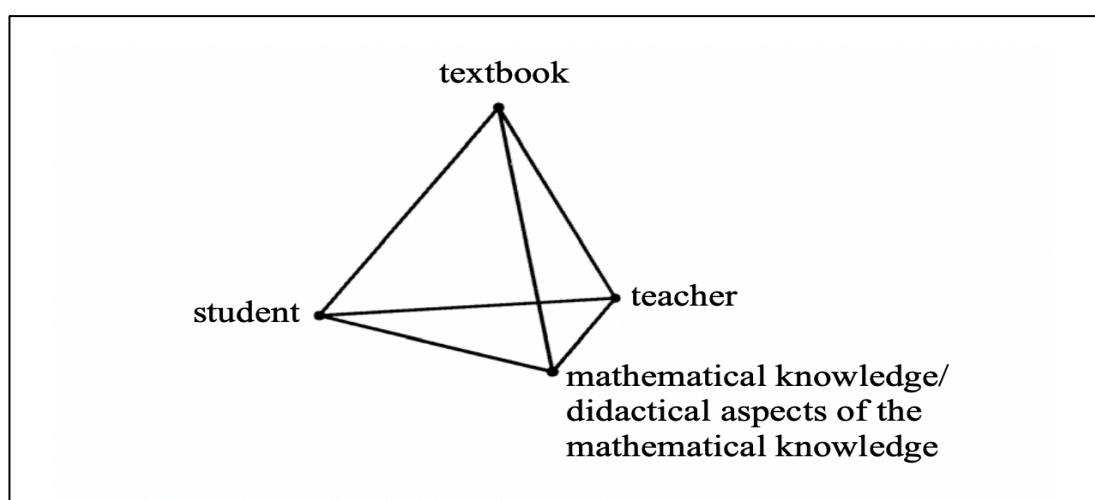 textbook
student
teacher
mathematical knowledge/
didactical aspects of the
mathematical knowledge